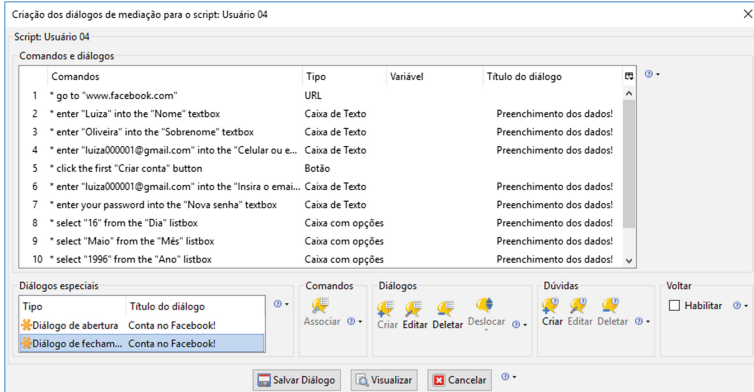 Criação dos diálogos de mediação para o script: Usuário 04
Script: Usuário 04
Comandos e diálogos
Comandos Tipo Variável Título do diálogo
1 * go to "www.facebook.com" URL
2 * enter "Luiza" into the "Nome" textbox Caixa de Texto Preenchimento dos dados!
3 * enter "Oliveira" into the "Sobrenome" textbox Caixa de Texto Preenchimento dos dados!
4 * enter "luiza000001@gmail.com" into the "Celular ou e... Caixa de Texto Preenchimento dos dados!
5 * click the first "Criar conta" button Botão
6 * enter "luiza000001@gmail.com" into the "Insira o emai... Caixa de Texto Preenchimento dos dados!
7 * enter your password into the "Nova senha" textbox Caixa de Texto Preenchimento dos dados!
8 * select "16" from the "Dia" listbox Caixa com opções Preenchimento dos dados!
9 * select "Maio" from the "Mês" listbox Caixa com opções Preenchimento dos dados!
10 * select "1996" from the "Ano" listbox Caixa com opções Preenchimento dos dados!
Diálogos especiais Comandos Diálogos Dúvidas Voltar
Tipo Título do diálogo
Diálogo de abertura Conta no Facebook!
Diálogo de fecham... Conta no Facebook!
Associar Criar Editar Deletar Deslocar Criar Editar Deletar Habilitar
Salvar Diálogo Visualizar Cancelar